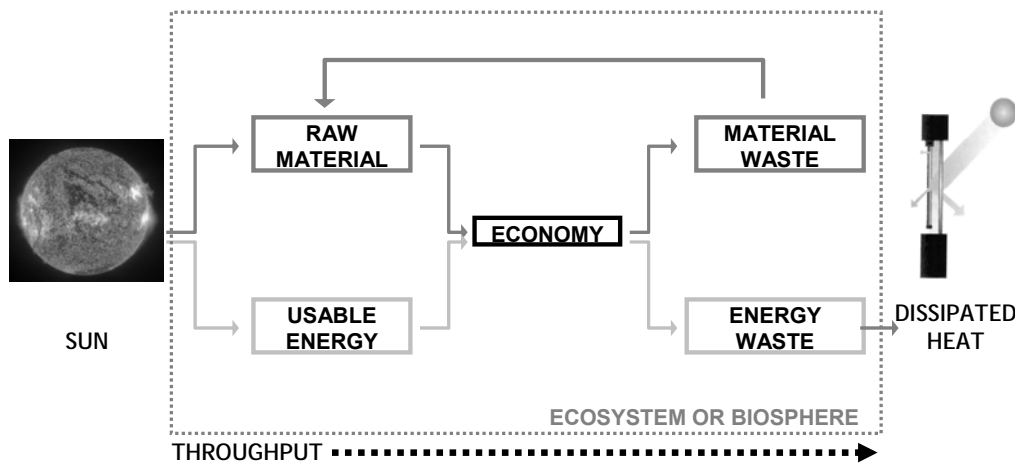 RAW
MATERIAL
MATERIAL
WASTE
ECONOMY
SUN
USABLE
ENERGY
ENERGY
WASTE
DISSIPATED
HEAT
ECOSYSTEM OR BIOSPHERE
THROUGHPUT